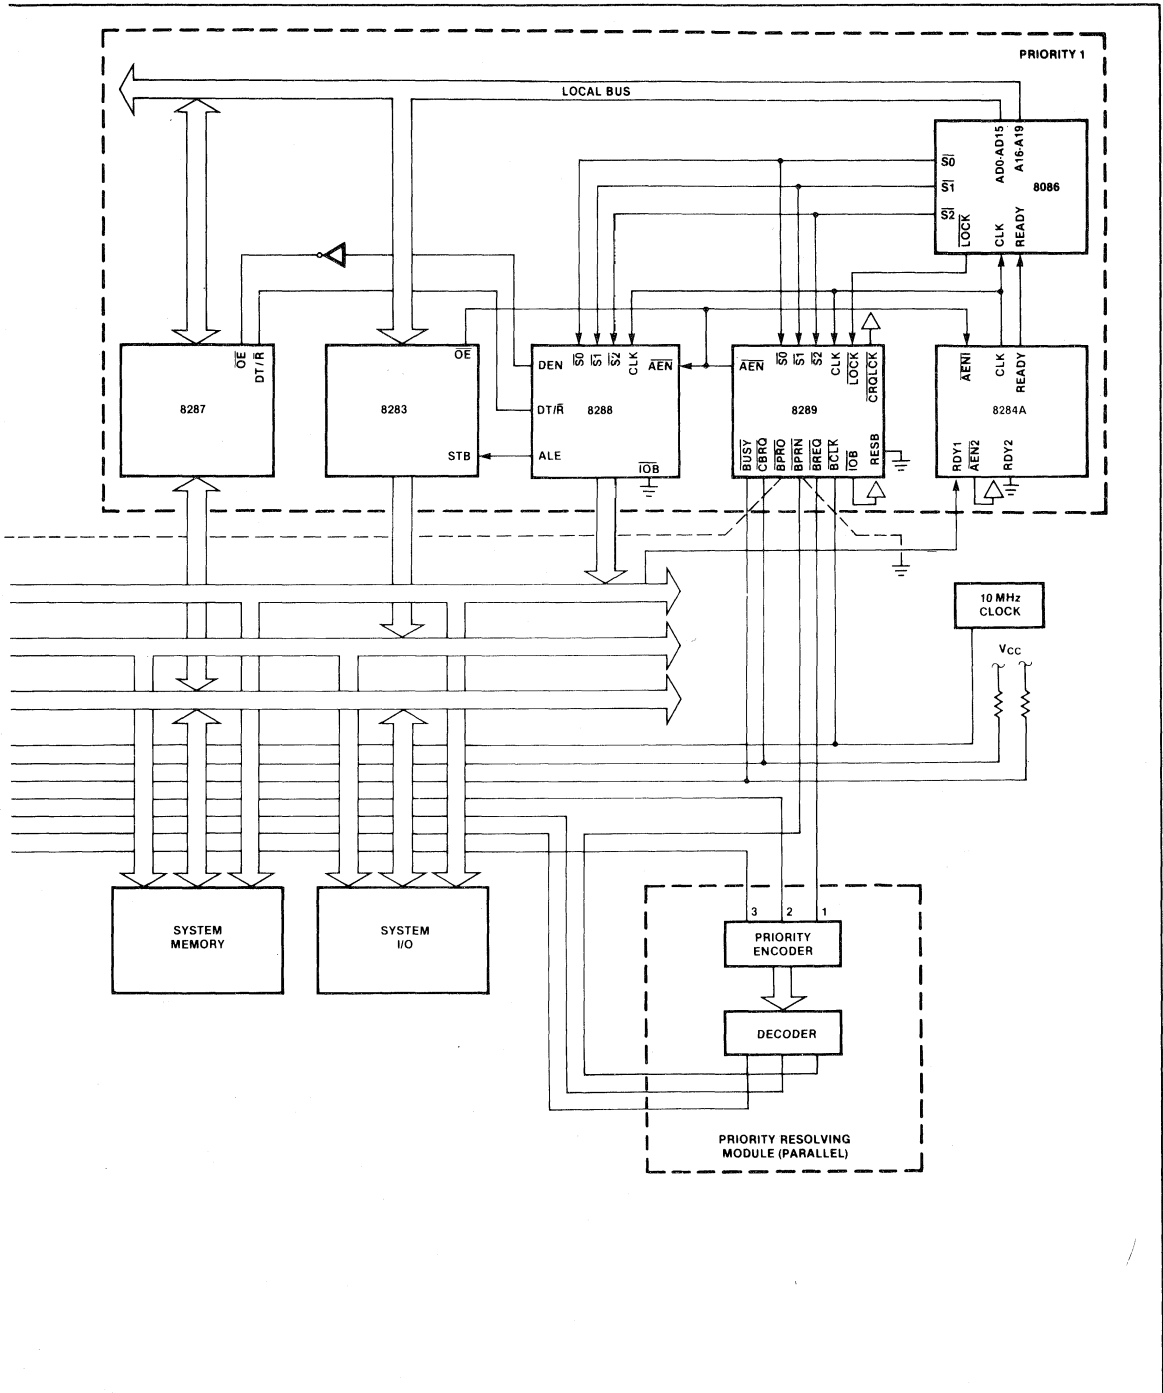 PRIORITY 1
LOCAL BUS
AD0-AD15
A16-A19
S0
S1
S2
8086
LOCK
CLK
READY
OE
DT/R
8287
OE
8283
STB
DEN
S0
S1
S2
CLK
AEN
DT/R
8288
ALE
IOB
AEN
S0
S1
S2
CLK
LOCK
CRQLCK
8289
BUSY
CBRQ
BPRO
BPRN
BREQ
BCLK
IOB
RESB
AEN1
CLK
READY
8284A
RDY1
AEN2
RDY2
10 MHz
CLOCK
VCC
SYSTEM
MEMORY
SYSTEM
I/O
3
2
1
PRIORITY
ENCODER
DECODER
PRIORITY RESOLVING
MODULE (PARALLEL)